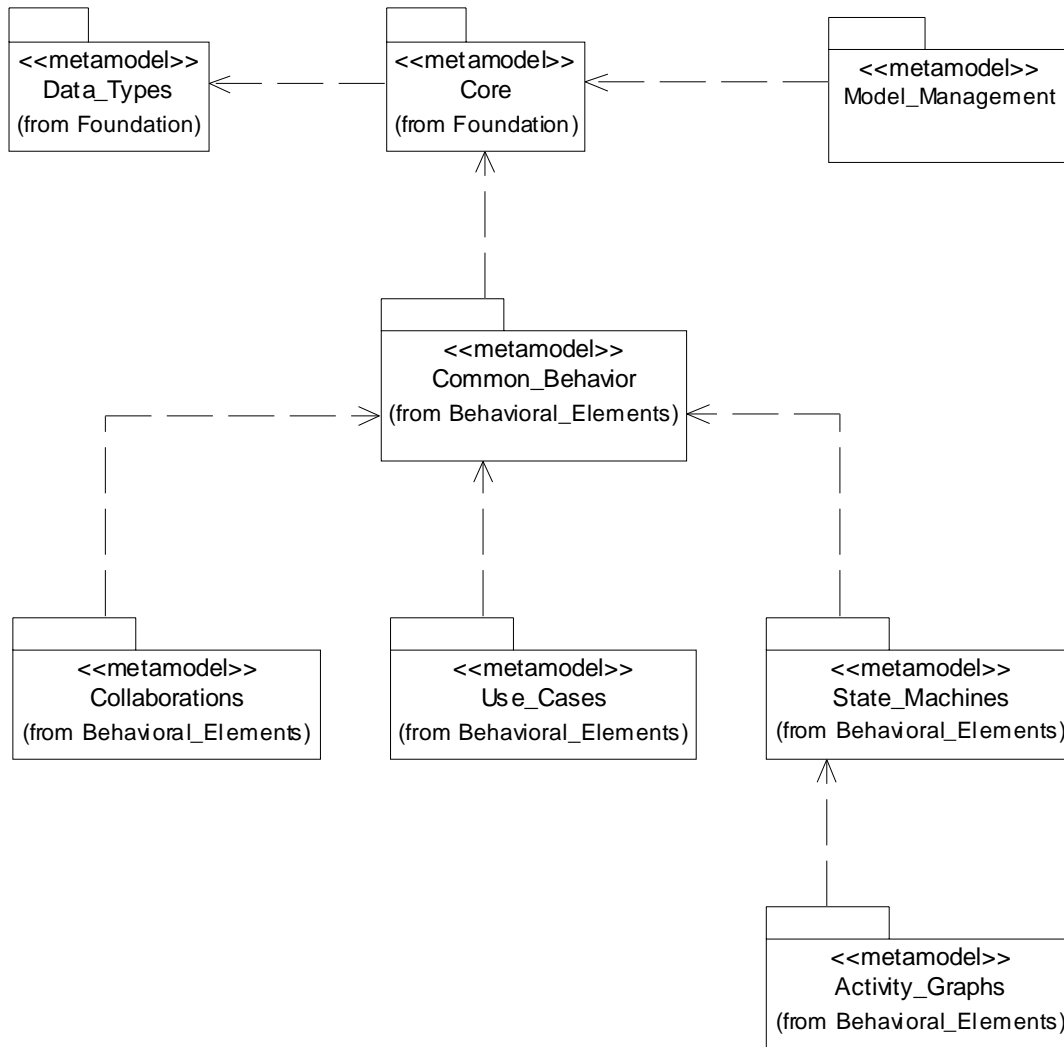 <<metamodel>>
Data_Types
(from Foundation)
<<metamodel>>
Core
(from Foundation)
<<metamodel>>
Model_Management
<<metamodel>>
Common_Behavior
(from Behavioral_Elements)
<<metamodel>>
Collaborations
(from Behavioral_Elements)
<<metamodel>>
Use_Cases
(from Behavioral_Elements)
<<metamodel>>
State_Machines
(from Behavioral_Elements)
<<metamodel>>
Activity_Graphs
(from Behavioral_Elements)